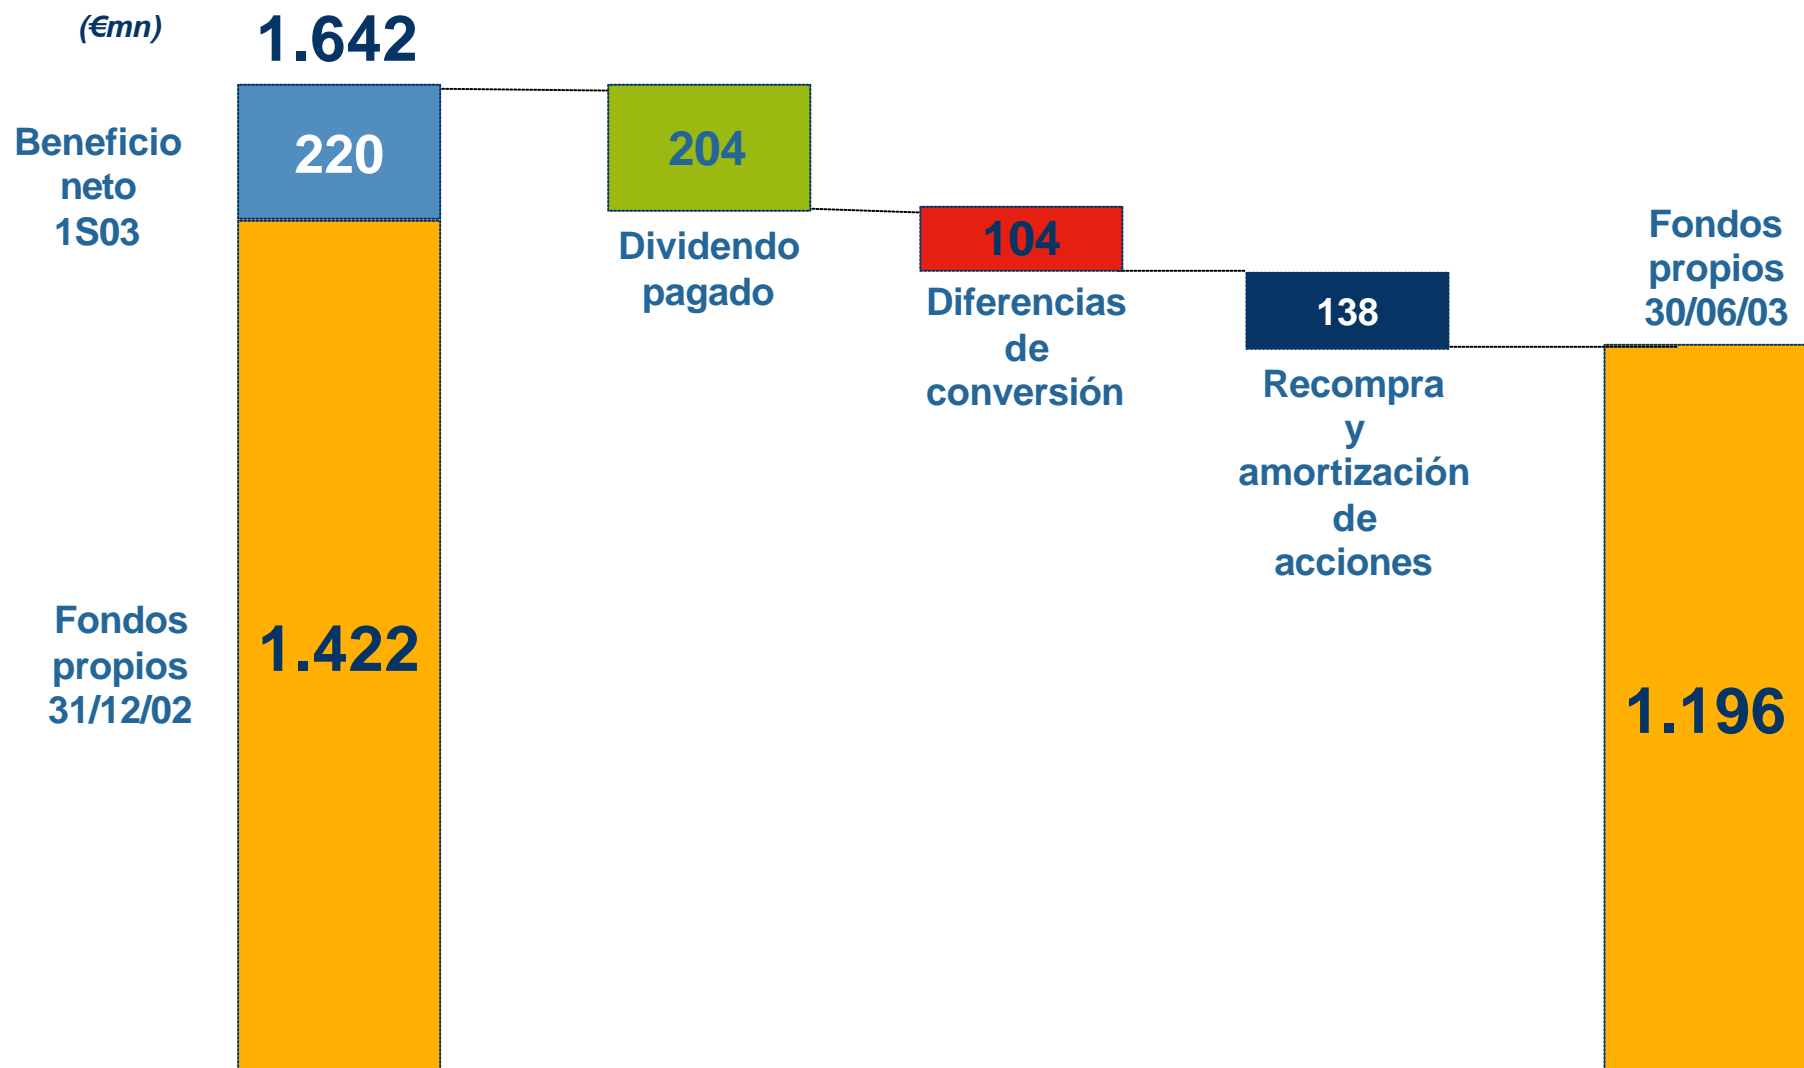 (€mn)
1.642
Beneficio
neto
1S03
220
Fondos
propios
31/12/02
1.422
204
Dividendo
pagado
104
Diferencias
de
conversión
138
Recompra
y
amortización
de
acciones
Fondos
propios
30/06/03
1.196